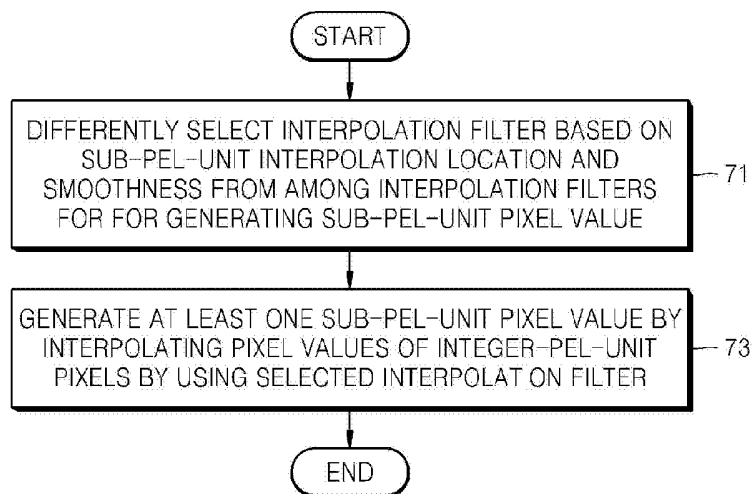 START
DIFFERENTLY SELECT INTERPOLATION FILTER BASED ON
SUB-PEL-UNIT INTERPOLATION LOCATION AND
SMOOTHNESS FROM AMONG INTERPOLATION FILTERS
FOR FOR GENERATING SUB-PEL-UNIT PIXEL VALUE
71
GENERATE AT LEAST ONE SUB-PEL-UNIT PIXEL VALUE BY
INTERPOLATING PIXEL VALUES OF INTEGER-PEL-UNIT
PIXELS BY USING SELECTED INTERPOLAT ON FILTER
73
END